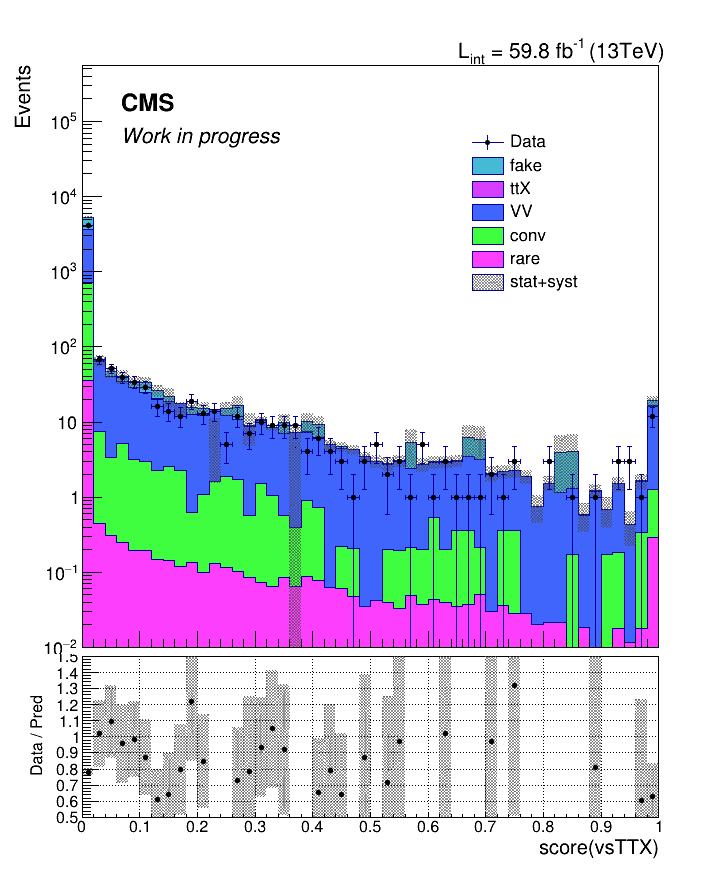 L_int = 59.8 fb^-1 (13TeV)
Events
CMS
Work in progress
Data
fake
ttX
VV
conv
rare
stat+syst
10^5
10^4
10^3
10^2
10
1
10^−1
10^−2
Data / Pred
1.5
1.4
1.3
1.2
1.1
1
0.9
0.8
0.7
0.6
0.5
0 0.1 0.2 0.3 0.4 0.5 0.6 0.7 0.8 0.9 1
score(vsTTX)